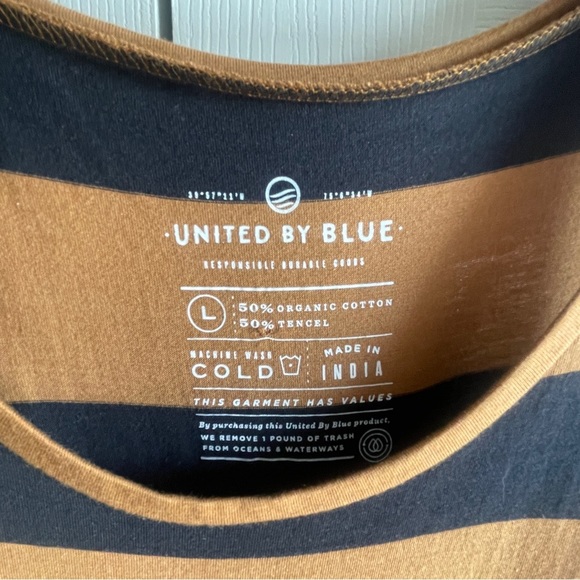 39°57'11"N 75°8'34"W
·UNITED BY BLUE·
RESPONSIBLE DURABLE GOODS
L
50% ORGANIC COTTON
50% TENCEL
MACHINE WASH
COLD
MADE IN
INDIA
THIS GARMENT HAS VALUES
By purchasing this United By Blue product,
WE REMOVE 1 POUND OF TRASH
FROM OCEANS & WATERWAYS